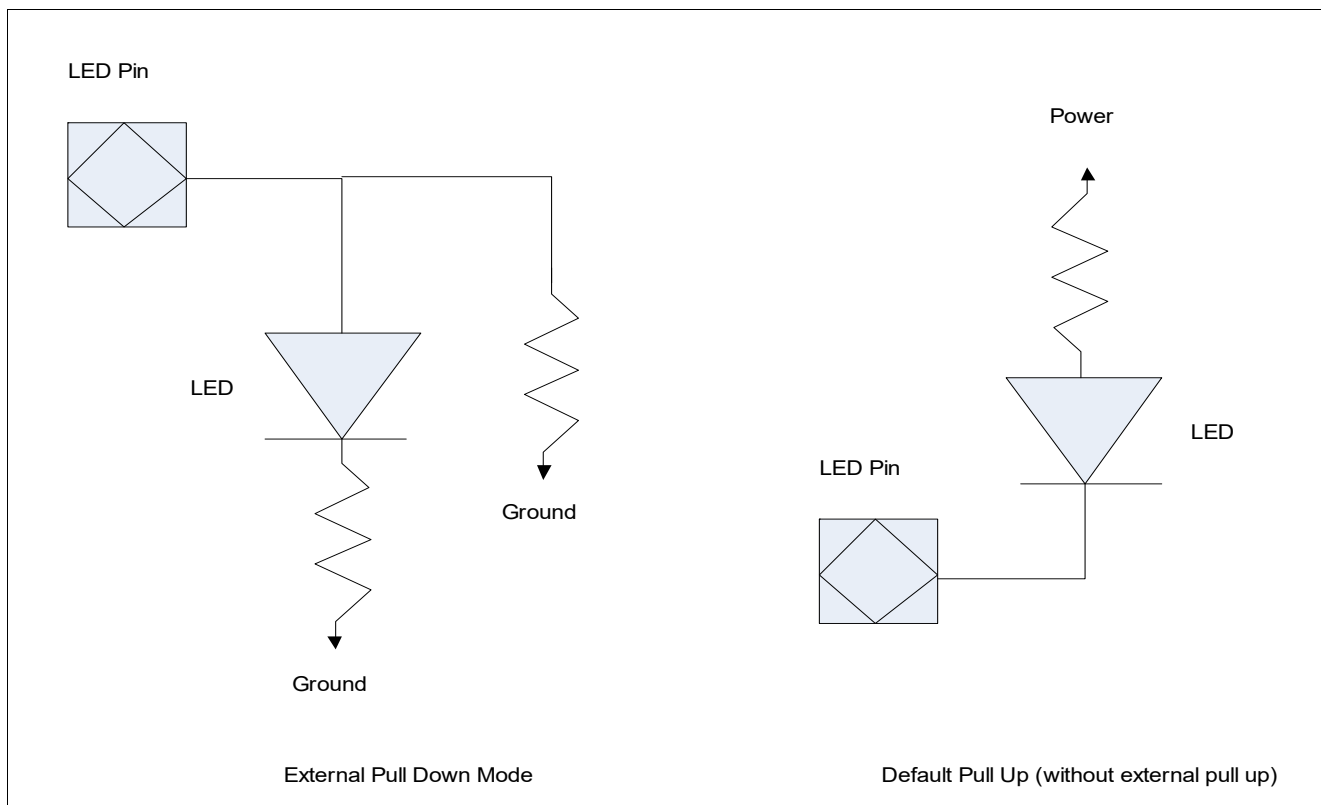 LED Pin
LED
Ground
Ground
External Pull Down Mode
Power
LED
LED Pin
Default Pull Up (without external pull up)